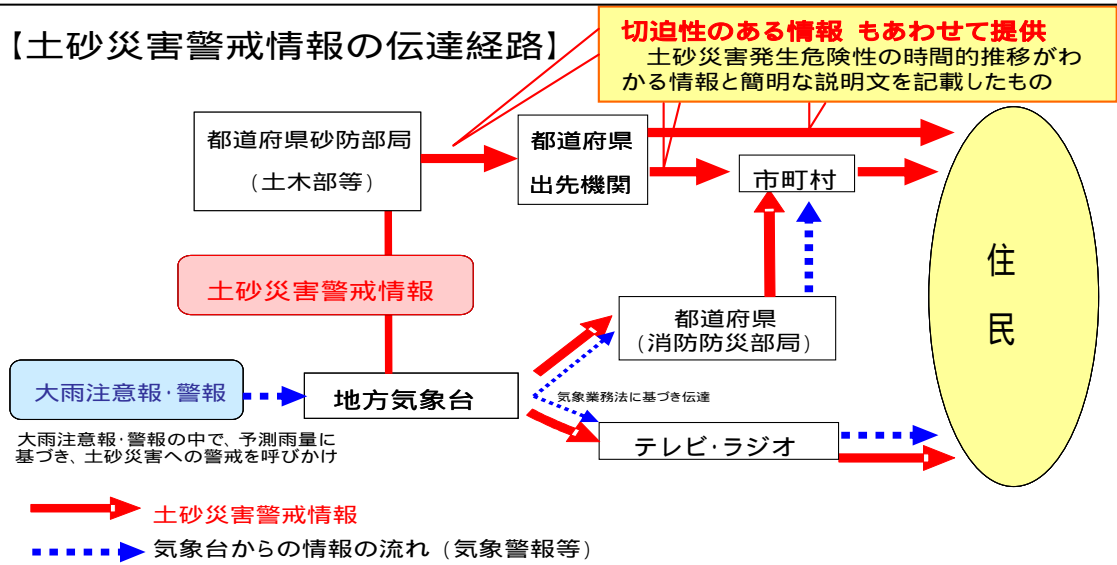 【土砂災害警戒情報の伝達経路】
切迫性のある情報 もあわせて提供
土砂災害発生危険性の時間的推移がわ
かる情報と簡明な説明文を記載したもの
都道府県砂防部局
(土木部等)
都道府県
出先機関
市町村
住
民
土砂災害警戒情報
都道府県
(消防防災部局)
大雨注意報･警報
地方気象台
気象業務法に基づき伝達
テレビ･ラジオ
大雨注意報･警報の中で、予測雨量に
基づき、土砂災害への警戒を呼びかけ
土砂災害警戒情報
気象台からの情報の流れ (気象警報等)